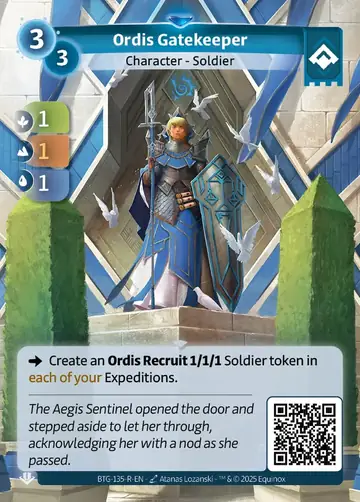 3
3
Ordis Gatekeeper
Character - Soldier
1
1
1
Create an Ordis Recruit 1/1/1 Soldier token in
each of your Expeditions.
The Aegis Sentinel opened the door and
stepped aside to let her through,
acknowledging her with a nod as she
passed.
BTG-135-R-EN - Atanas Lozanski - ™ & © 2025 Equinox